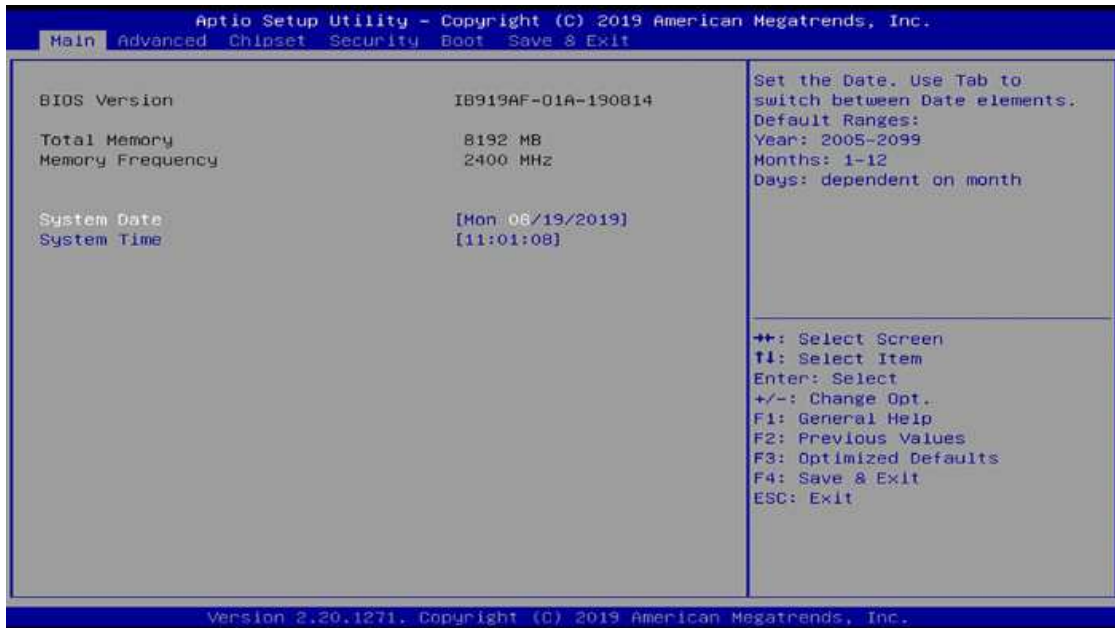 Aptio Setup Utility – Copyright (C) 2019 American Megatrends, Inc.
Main Advanced Chipset Security Boot Save & Exit
BIOS Version IB919AF-01A-190814
Total Memory 8192 MB
Memory Frequency 2400 MHz
System Date [Mon 08/19/2019]
System Time [11:01:08]
Set the Date. Use Tab to
switch between Date elements.
Default Ranges:
Year: 2005-2099
Months: 1-12
Days: dependent on month
→←: Select Screen
↑↓: Select Item
Enter: Select
+/-: Change Opt.
F1: General Help
F2: Previous Values
F3: Optimized Defaults
F4: Save & Exit
ESC: Exit
Version 2.20.1271. Copyright (C) 2019 American Megatrends, Inc.